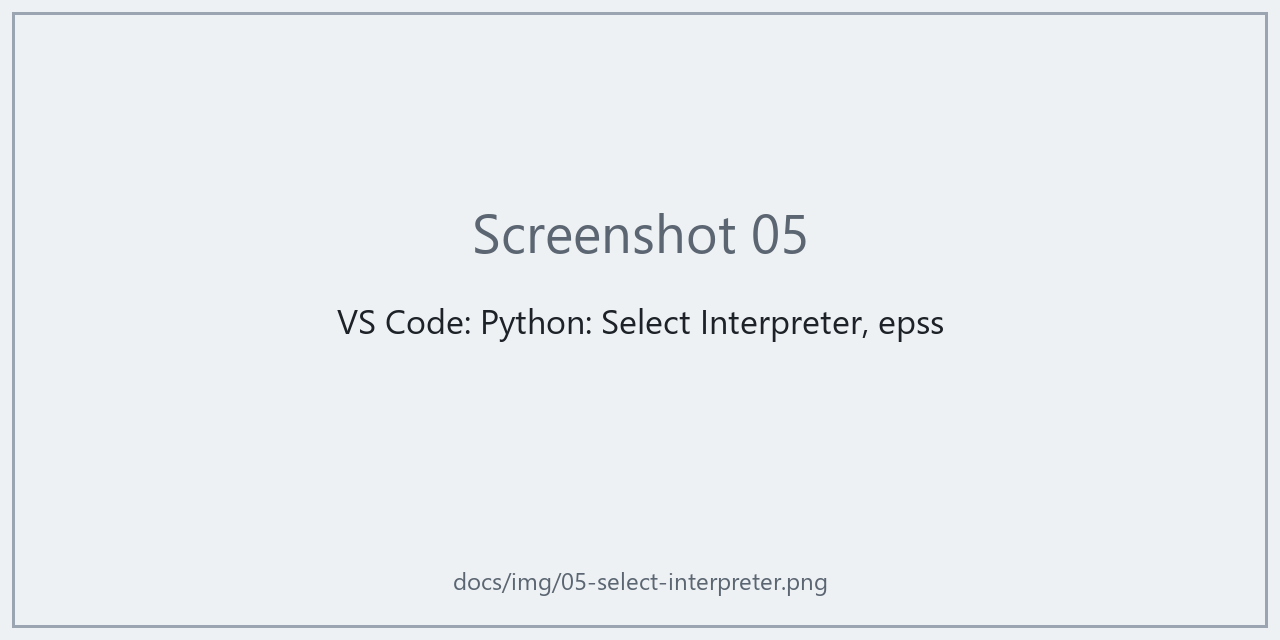 Screenshot 05
VS Code: Python: Select Interpreter, epss
docs/img/05-select-interpreter.png